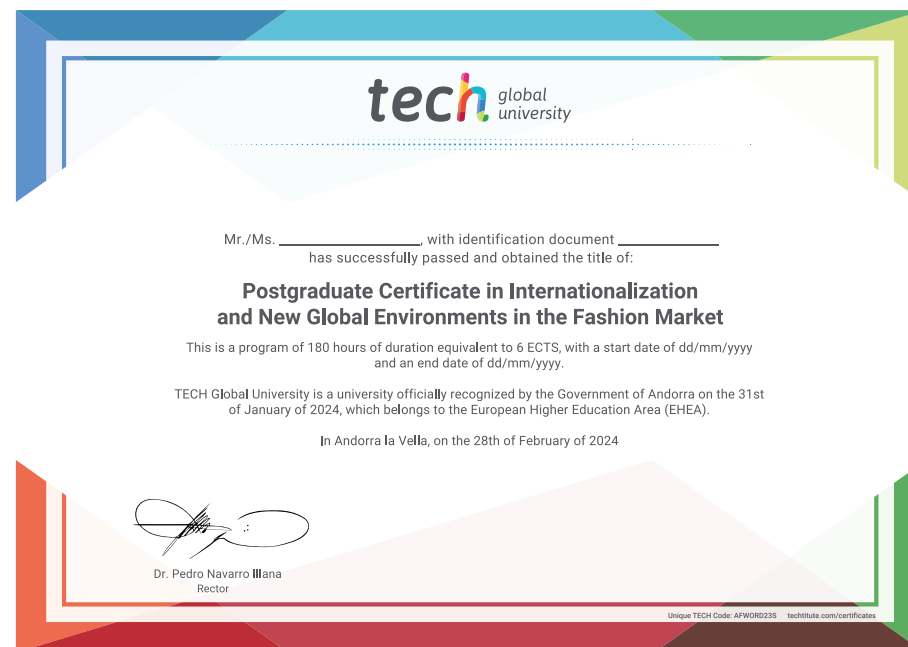 tech global
university
Mr./Ms. ____________, with identification document ____________
has successfully passed and obtained the title of:
Postgraduate Certificate in Internationalization
and New Global Environments in the Fashion Market
This is a program of 180 hours of duration equivalent to 6 ECTS, with a start date of dd/mm/yyyy
and an end date of dd/mm/yyyy.
TECH Global University is a university officially recognized by the Government of Andorra on the 31st
of January of 2024, which belongs to the European Higher Education Area (EHEA).
In Andorra la Vella, on the 28th of February of 2024
Dr. Pedro Navarro Illana
Rector
Unique TECH Code: AFWORD23S techtitute.com/certificates